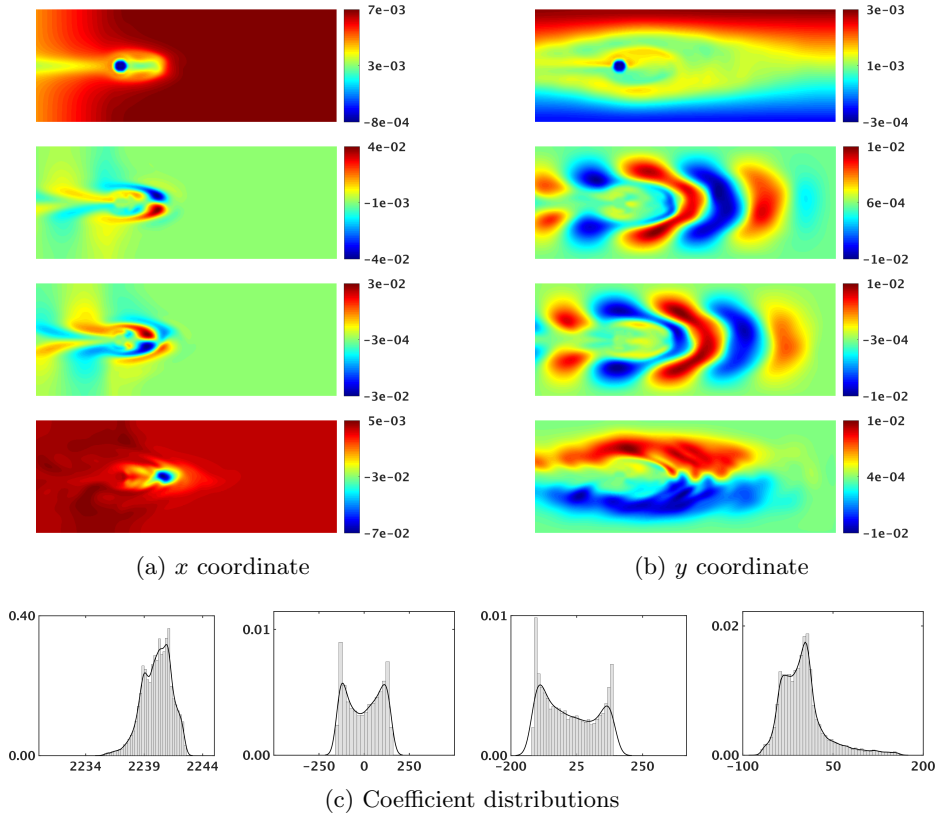 7e-03
3e-03
-8e-04
3e-03
1e-03
-3e-04
4e-02
-1e-03
-4e-02
1e-02
6e-04
-1e-02
3e-02
-3e-04
-3e-02
1e-02
3e-04
-1e-02
5e-03
-3e-02
-7e-02
1e-02
4e-04
-1e-02
(a) x coordinate
(b) y coordinate
0.40
0.00
2234 2239 2244
0.01
0.00
-250 0 250
0.01
0.00
-200 25 250
0.02
0.00
-100 50 200
(c) Coefficient distributions